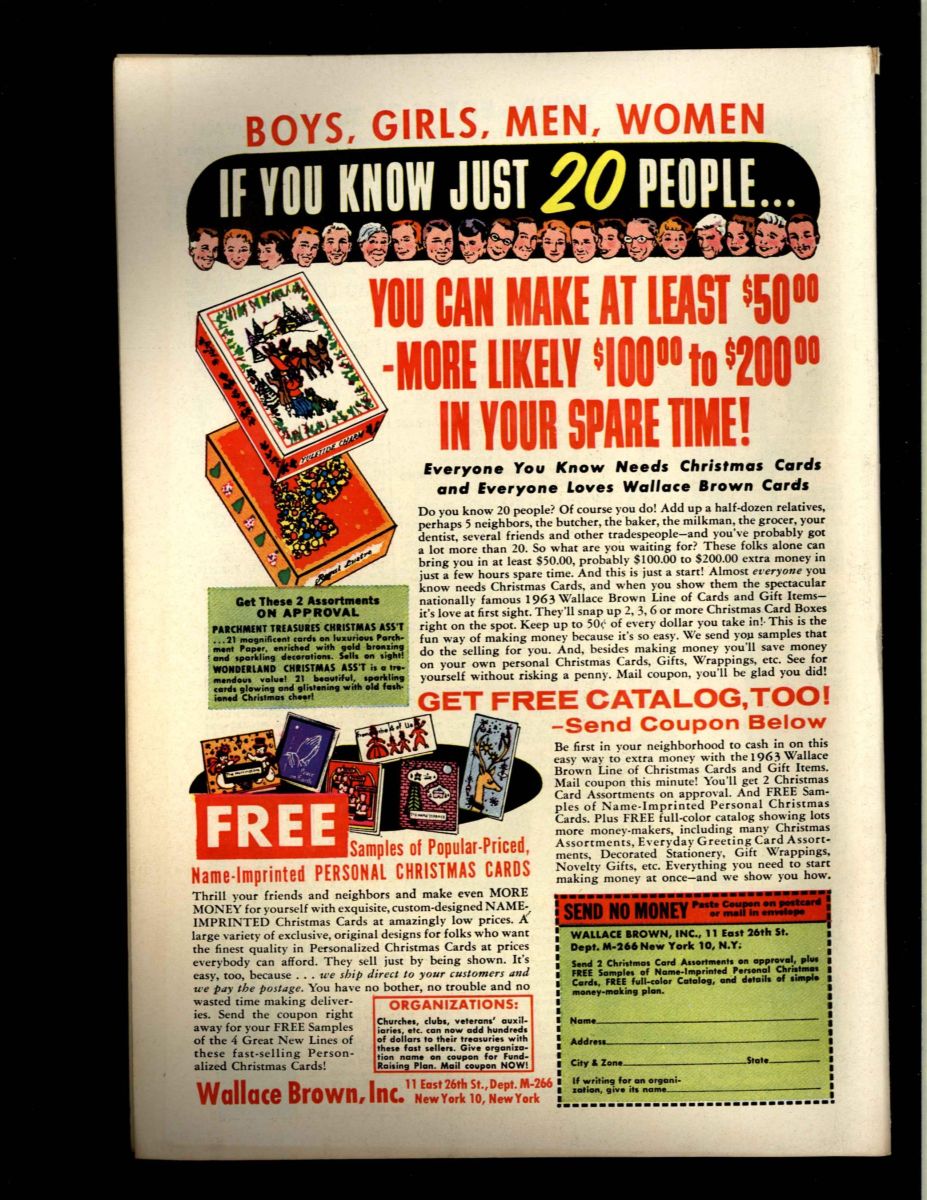 BOYS, GIRLS, MEN, WOMEN
IF YOU KNOW JUST 20 PEOPLE...
YOU CAN MAKE AT LEAST $50⁰⁰
-MORE LIKELY $100⁰⁰ to $200⁰⁰
IN YOUR SPARE TIME!
YULETIDE CHARM
Regal Lustre
Everyone You Know Needs Christmas Cards
and Everyone Loves Wallace Brown Cards
Do you know 20 people? Of course you do! Add up a half-dozen relatives,
perhaps 5 neighbors, the butcher, the baker, the milkman, the grocer, your
dentist, several friends and other tradespeople—and you've probably got
a lot more than 20. So what are you waiting for? These folks alone can
bring you in at least $50.00, probably $100.00 to $200.00 extra money in
just a few hours spare time. And this is just a start! Almost everyone you
know needs Christmas Cards, and when you show them the spectacular
nationally famous 1963 Wallace Brown Line of Cards and Gift Items—
it's love at first sight. They'll snap up 2, 3, 6 or more Christmas Card Boxes
right on the spot. Keep up to 50¢ of every dollar you take in! This is the
fun way of making money because it's so easy. We send you samples that
do the selling for you. And, besides making money you'll save money
on your own personal Christmas Cards, Gifts, Wrappings, etc. See for
yourself without risking a penny. Mail coupon, you'll be glad you did!
Get These 2 Assortments
ON APPROVAL
PARCHMENT TREASURES CHRISTMAS ASS'T
...21 magnificent cards on luxurious Parch-
ment Paper, enriched with gold bronzing
and sparkling decorations. Sells on sight!
WONDERLAND CHRISTMAS ASS'T is a tre-
mendous value! 21 beautiful, sparkling
cards glowing and glistening with old fash-
ioned Christmas cheer!
GET FREE CATALOG, TOO!
–Send Coupon Below
Be first in your neighborhood to cash in on this
easy way to extra money with the 1963 Wallace
Brown Line of Christmas Cards and Gift Items.
Mail coupon this minute! You'll get 2 Christmas
Card Assortments on approval. And FREE Sam-
ples of Name-Imprinted Personal Christmas
Cards. Plus FREE full-color catalog showing lots
more money-makers, including many Christmas
Assortments, Everyday Greeting Card Assort-
ments, Decorated Stationery, Gift Wrappings,
Novelty Gifts, etc. Everything you need to start
making money at once—and we show you how.
From the 4 of Us
FREE
Samples of Popular-Priced,
Name-Imprinted PERSONAL CHRISTMAS CARDS
Thrill your friends and neighbors and make even MORE
MONEY for yourself with exquisite, custom-designed NAME-
IMPRINTED Christmas Cards at amazingly low prices. A
large variety of exclusive, original designs for folks who want
the finest quality in Personalized Christmas Cards at prices
everybody can afford. They sell just by being shown. It's
easy, too, because . . . we ship direct to your customers and
we pay the postage. You have no bother, no trouble and no
wasted time making deliver-
ies. Send the coupon right
away for your FREE Samples
of the 4 Great New Lines of
these fast-selling Person-
alized Christmas Cards!
ORGANIZATIONS:
Churches, clubs, veterans' auxil-
iaries, etc. can now add hundreds
of dollars to their treasuries with
these fast sellers. Give organiza-
tion name on coupon for Fund-
Raising Plan. Mail coupon NOW!
Wallace Brown, Inc. 11 East 26th St., Dept. M-266
New York 10, New York
SEND NO MONEY Paste Coupon on postcard
or mail in envelope
WALLACE BROWN, INC., 11 East 26th St.
Dept. M-266 New York 10, N.Y.
Send 2 Christmas Card Assortments on approval, plus
FREE Samples of Name-Imprinted Personal Christmas
Cards, FREE full-color Catalog, and details of simple
money-making plan.
Name
Address
City & Zone State
If writing for an organi-
zation, give its name